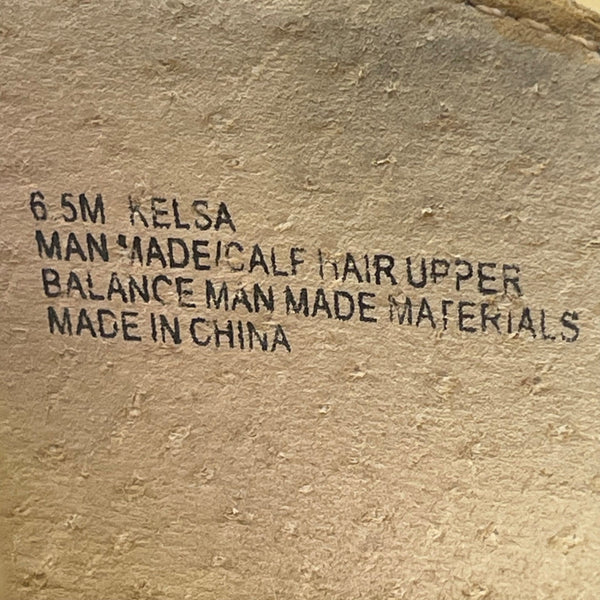 6.5M KELSA
MAN MADE/CALF HAIR UPPER
BALANCE MAN MADE MATERIALS
MADE IN CHINA